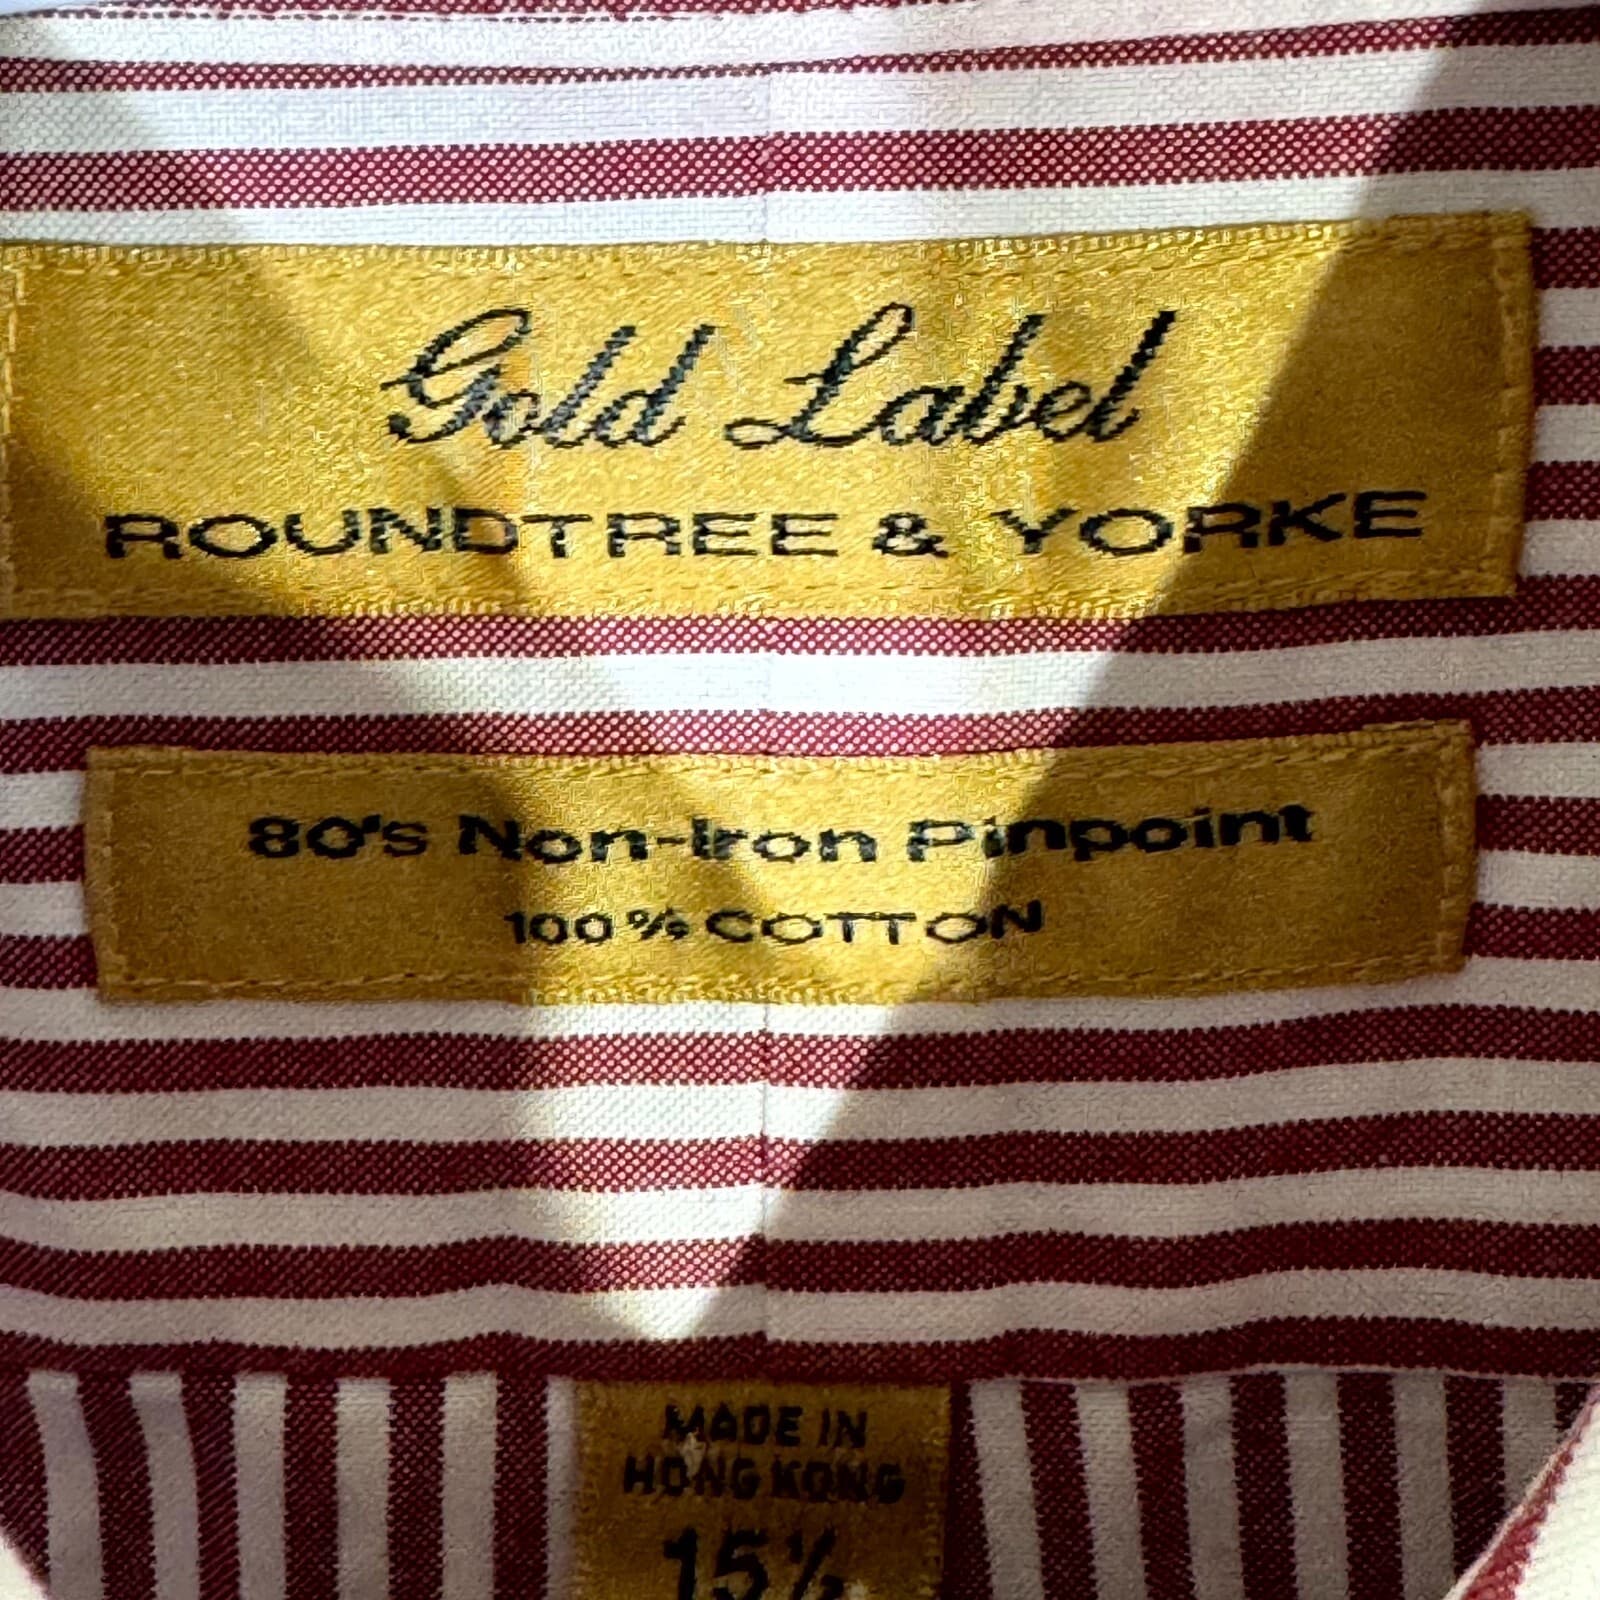 Gold Label
ROUNDTREE & YORKE
80's Non-Iron Pinpoint
100% COTTON
MADE IN
HONG KONG
15½